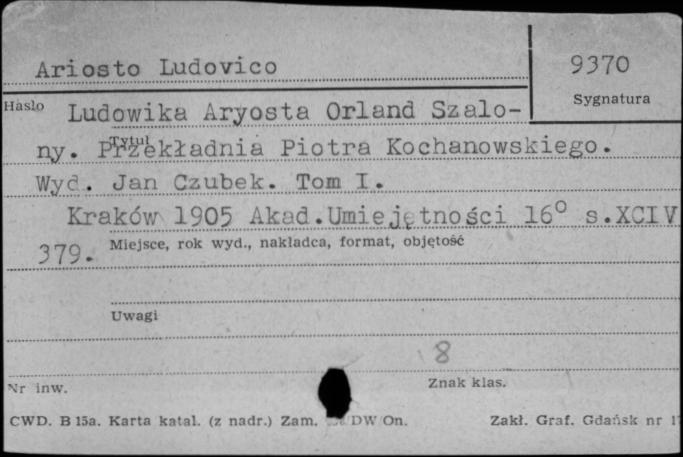 Ariosto Ludovico
9370
Hasło
Sygnatura
Ludowika Aryosta Orland Szalo-
Tytuł
ny. Przekładnia Piotra Kochanowskiego.
Wyd. Jan Czubek. Tom I.
Kraków 1905 Akad.Umiejętności 16° s.XCIV
379.
Miejsce, rok wyd., nakładca, format, objętość
Uwagi
8
Nr inw.
Znak klas.
CWD. B 15a. Karta katal. (z nadr.) Zam. DW/On.
Zakł. Graf. Gdańsk nr